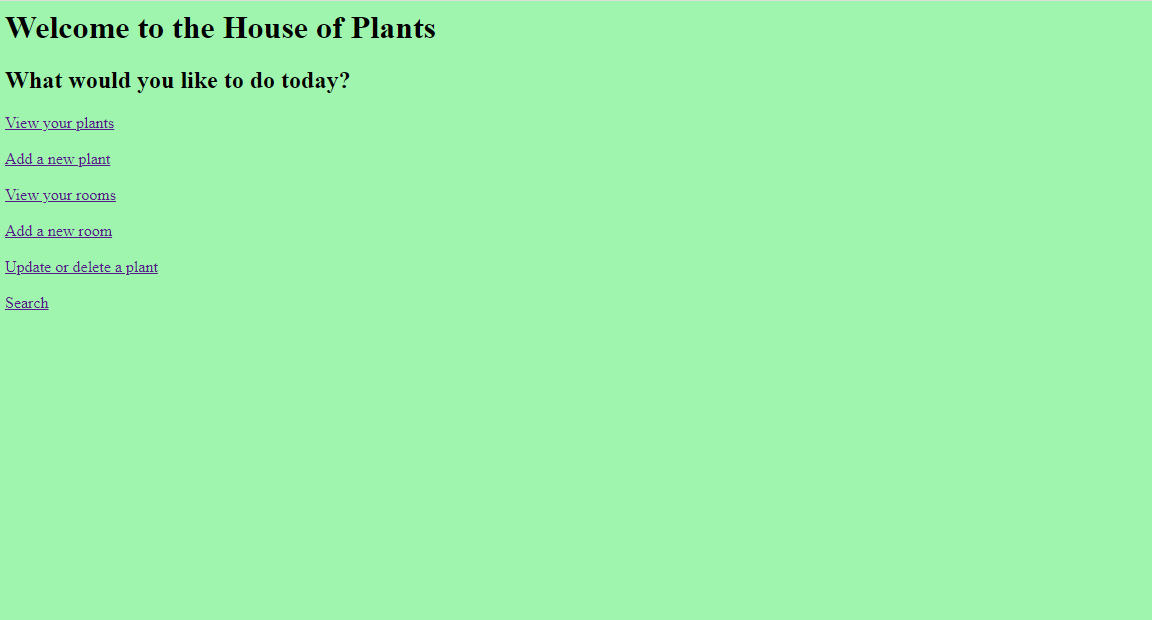 Welcome to the House of Plants
What would you like to do today?
View your plants
Add a new plant
View your rooms
Add a new room
Update or delete a plant
Search